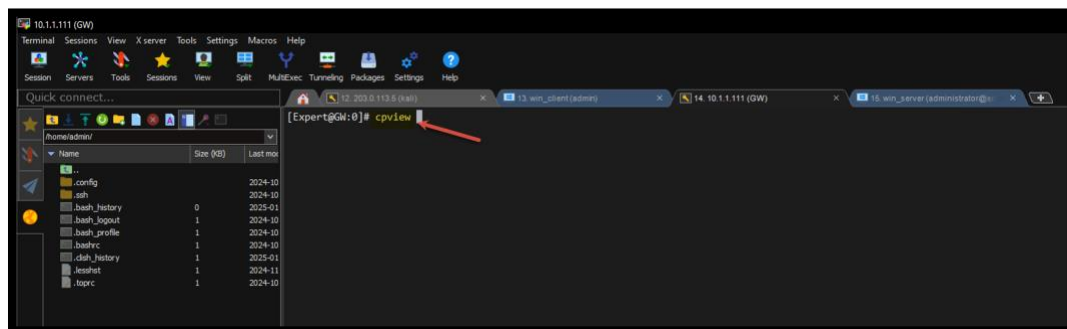 10.1.1.111 (GW)
Terminal Sessions View X server Tools Settings Macros Help
Session Servers Tools Sessions View Split MultiExec Tunneling Packages Settings Help
Quick connect...
12. 203.0.113.5 (kali)
13. win_client (admin)
14. 10.1.1.111 (GW)
15. win_server (administrator@
/home/admin/
Name Size (KB) Last mod
..
.config 2024-10
.ssh 2024-10
.bash_history 0 2025-01
.bash_logout 1 2024-10
.bash_profile 1 2024-10
.bashrc 1 2024-10
.clish_history 1 2025-01
.lesshst 1 2024-11
.toprc 1 2024-10
[Expert@GW:0]# cpview